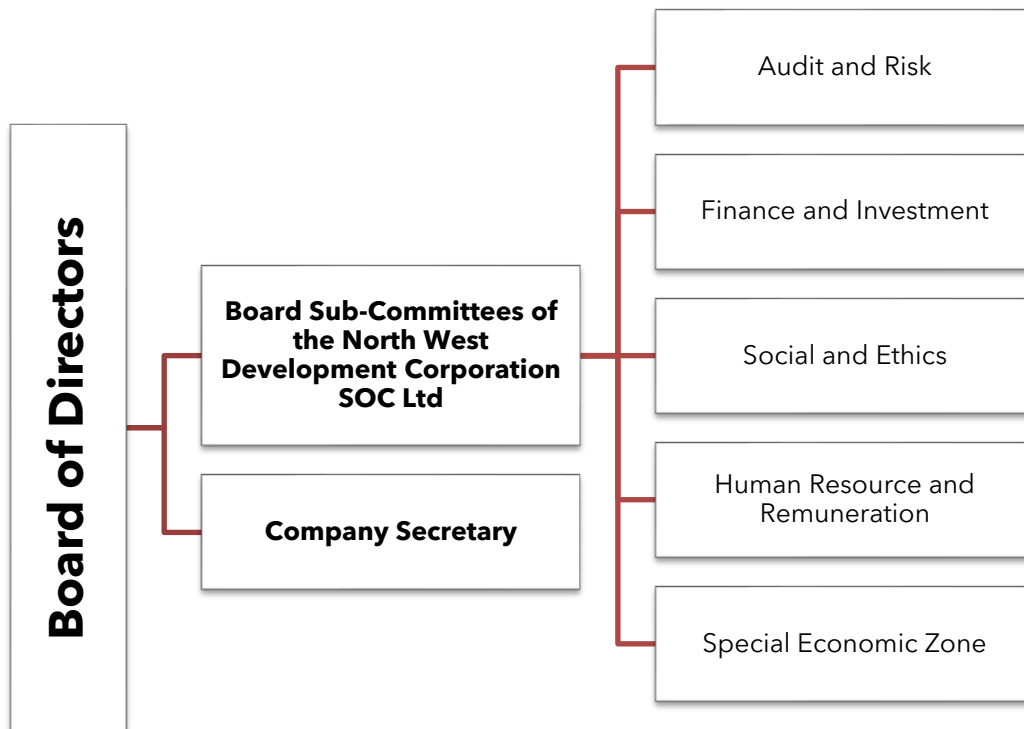 Board of Directors
Board Sub-Committees of
the North West
Development Corporation
SOC Ltd
Company Secretary
Audit and Risk
Finance and Investment
Social and Ethics
Human Resource and
Remuneration
Special Economic Zone